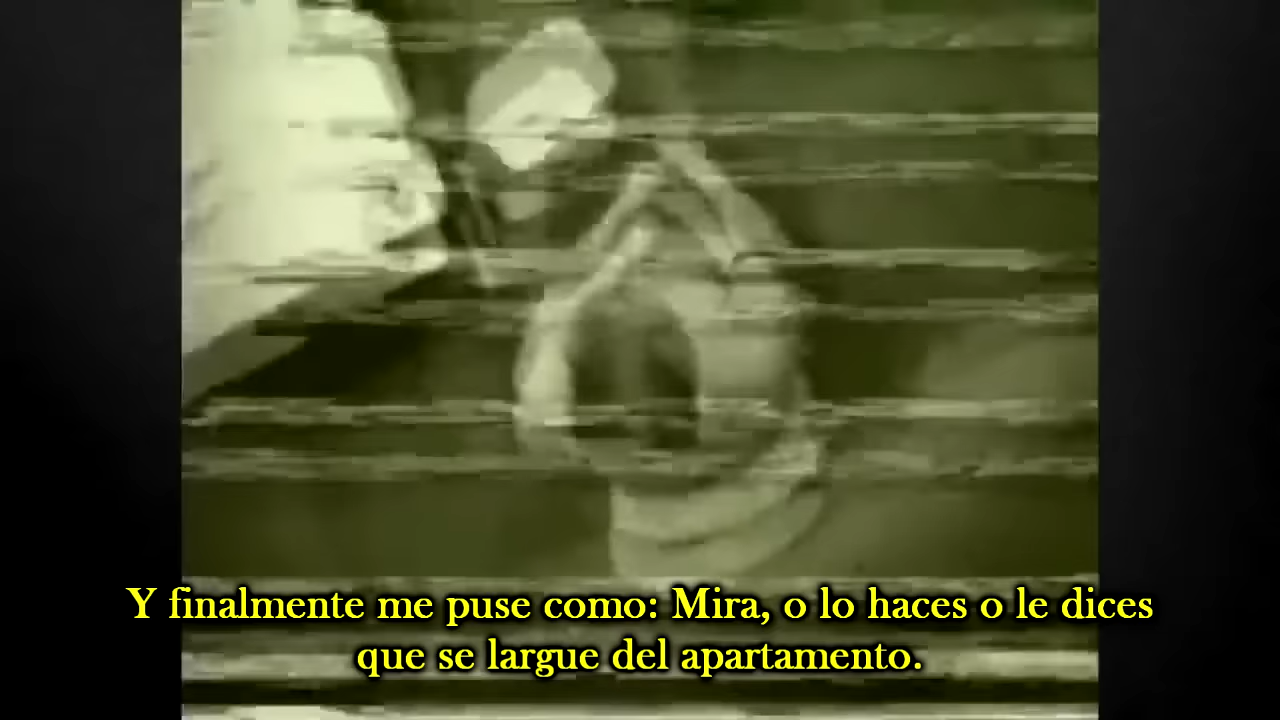 Y finalmente me puse como: Mira, o lo haces o le dices
que se largue del apartamento.